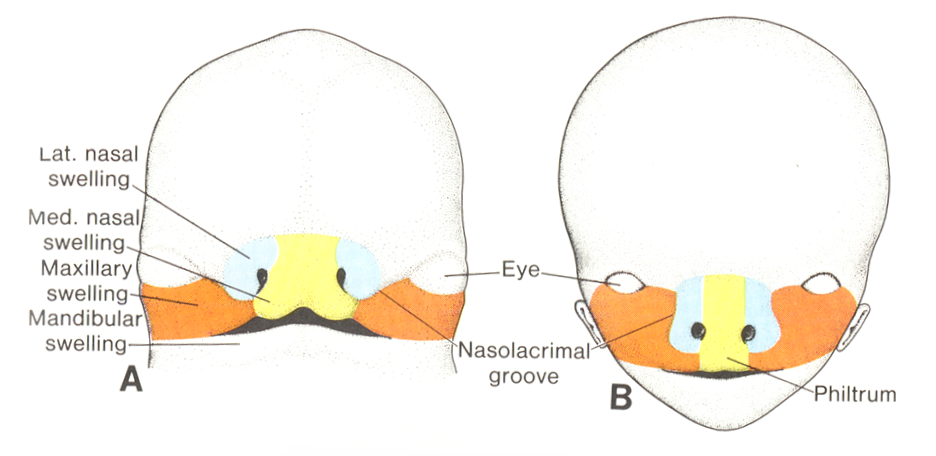 Lat. nasal
swelling
Med. nasal
swelling
Maxillary
swelling
Mandibular
swelling
A
Eye
Nasolacrimal
groove
B
Philtrum